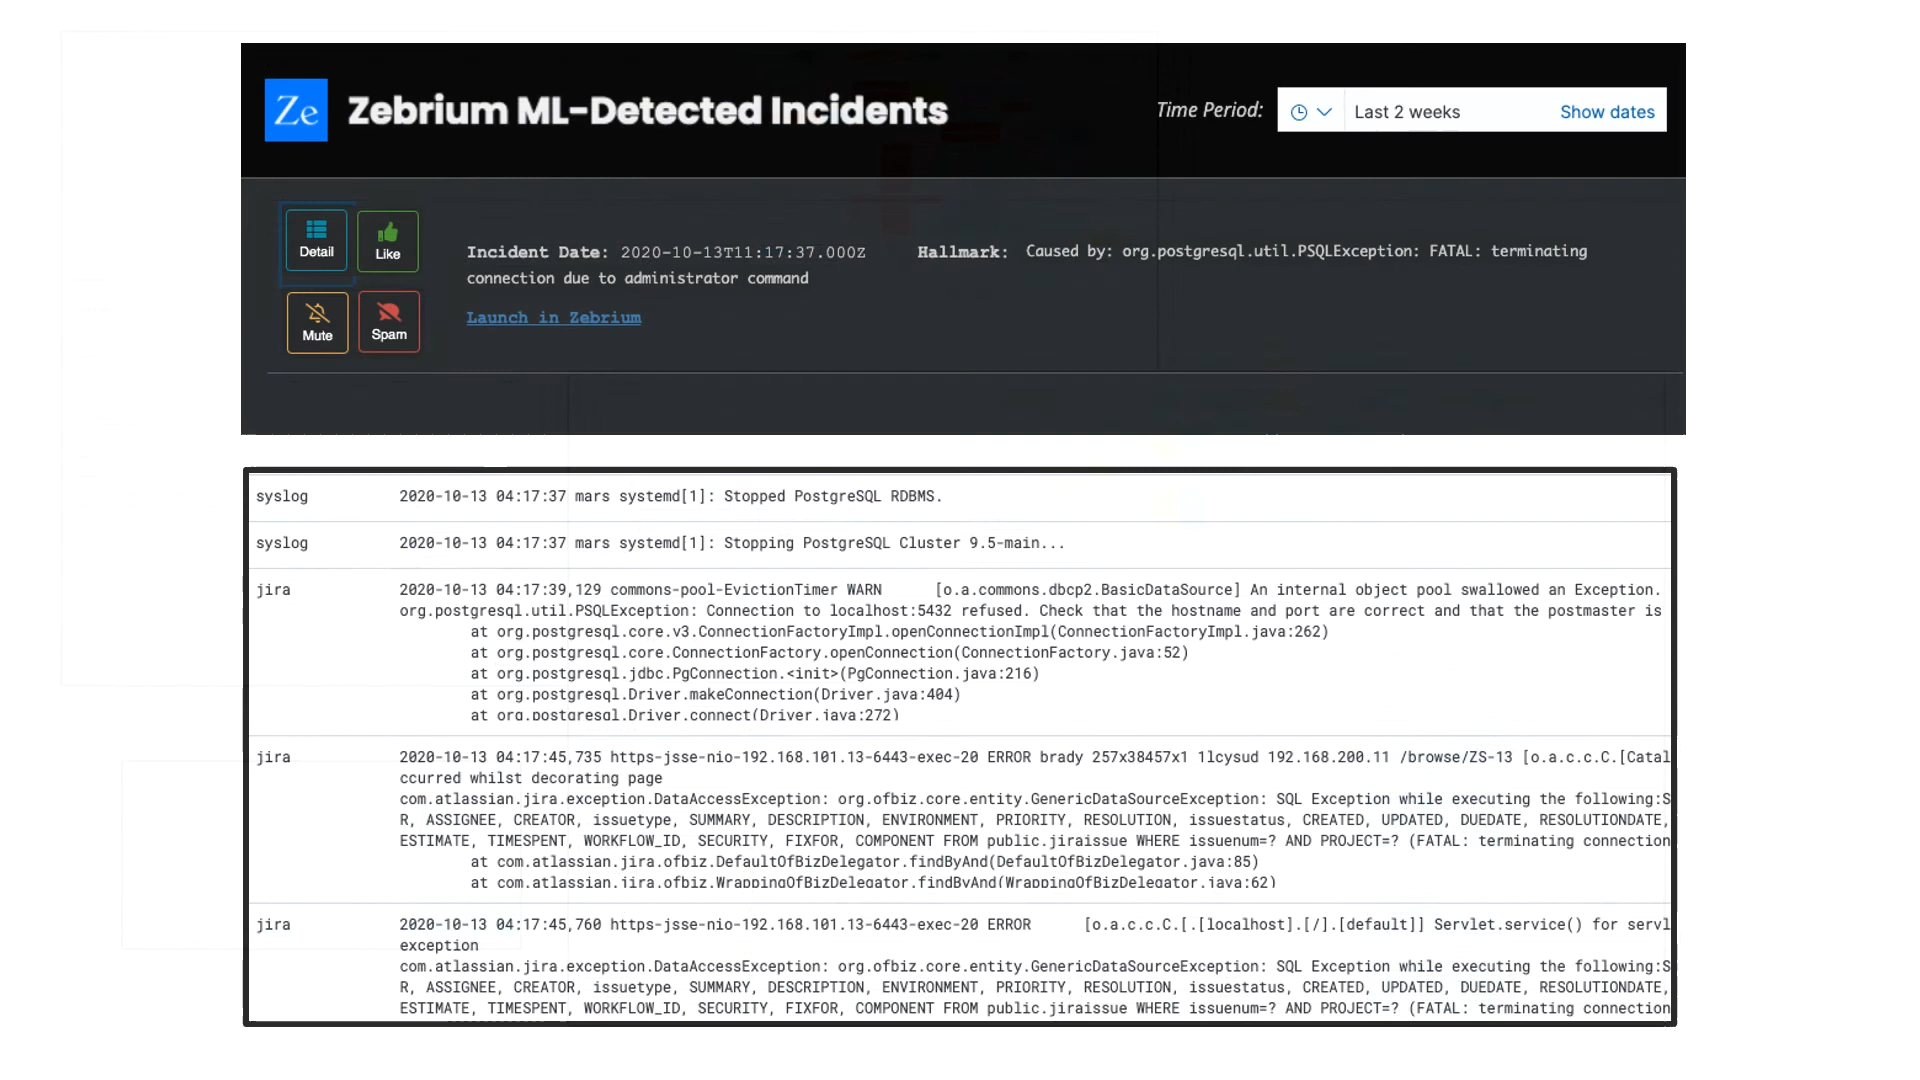 Ze Zebrium ML-Detected Incidents Time Period: Last 2 weeks Show dates
Detail Like
Incident Date: 2020-10-13T11:17:37.000Z Hallmark: Caused by: org.postgresql.util.PSQLException: FATAL: terminating
connection due to administrator command
Launch in Zebrium
Mute Spam
syslog 2020-10-13 04:17:37 mars systemd[1]: Stopped PostgreSQL RDBMS.
syslog 2020-10-13 04:17:37 mars systemd[1]: Stopping PostgreSQL Cluster 9.5-main...
jira 2020-10-13 04:17:39,129 commons-pool-EvictionTimer WARN [o.a.commons.dbcp2.BasicDataSource] An internal object pool swallowed an Exception.
org.postgresql.util.PSQLException: Connection to localhost:5432 refused. Check that the hostname and port are correct and that the postmaster is
at org.postgresql.core.v3.ConnectionFactoryImpl.openConnectionImpl(ConnectionFactoryImpl.java:262)
at org.postgresql.core.ConnectionFactory.openConnection(ConnectionFactory.java:52)
at org.postgresql.jdbc.PgConnection.<init>(PgConnection.java:216)
at org.postgresql.Driver.makeConnection(Driver.java:404)
at org.postgresql.Driver.connect(Driver.java:272)
jira 2020-10-13 04:17:45,735 https-jsse-nio-192.168.101.13-6443-exec-20 ERROR brady 257x38457x1 1lcysud 192.168.200.11 /browse/ZS-13 [o.a.c.c.C.[Catal
ccurred whilst decorating page
com.atlassian.jira.exception.DataAccessException: org.ofbiz.core.entity.GenericDataSourceException: SQL Exception while executing the following:S
R, ASSIGNEE, CREATOR, issuetype, SUMMARY, DESCRIPTION, ENVIRONMENT, PRIORITY, RESOLUTION, issuestatus, CREATED, UPDATED, DUEDATE, RESOLUTIONDATE,
ESTIMATE, TIMESPENT, WORKFLOW_ID, SECURITY, FIXFOR, COMPONENT FROM public.jiraissue WHERE issuenum=? AND PROJECT=? (FATAL: terminating connection
at com.atlassian.jira.ofbiz.DefaultOfBizDelegator.findByAnd(DefaultOfBizDelegator.java:85)
at com.atlassian.jira.ofbiz.WrappingOfBizDelegator.findByAnd(WrappingOfBizDelegator.java:62)
jira 2020-10-13 04:17:45,760 https-jsse-nio-192.168.101.13-6443-exec-20 ERROR [o.a.c.c.C.[.[localhost].[/].[default]] Servlet.service() for servl
exception
com.atlassian.jira.exception.DataAccessException: org.ofbiz.core.entity.GenericDataSourceException: SQL Exception while executing the following:S
R, ASSIGNEE, CREATOR, issuetype, SUMMARY, DESCRIPTION, ENVIRONMENT, PRIORITY, RESOLUTION, issuestatus, CREATED, UPDATED, DUEDATE, RESOLUTIONDATE,
ESTIMATE, TIMESPENT, WORKFLOW_ID, SECURITY, FIXFOR, COMPONENT FROM public.jiraissue WHERE issuenum=? AND PROJECT=? (FATAL: terminating connection